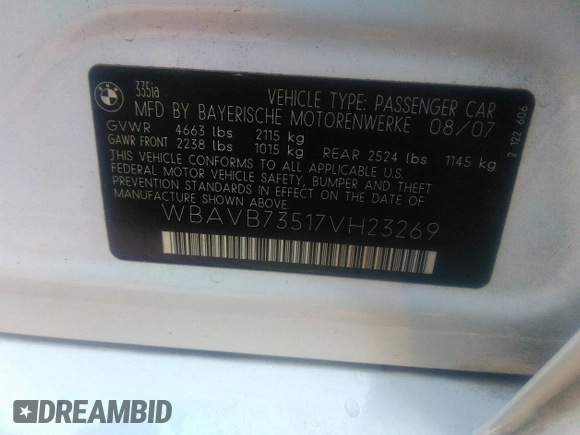 BMW
335ia
VEHICLE TYPE: PASSENGER CAR
MFD BY BAYERISCHE MOTORENWERKE 08/07
GVWR 4663 lbs 2115 kg
GAWR FRONT 2238 lbs 1015 kg REAR 2524 lbs 1145 kg
THIS VEHICLE CONFORMS TO ALL APPLICABLE U.S.
FEDERAL MOTOR VEHICLE SAFETY, BUMPER AND THEFT
PREVENTION STANDARDS IN EFFECT ON THE DATE OF
MANUFACTURE SHOWN ABOVE.
WBAVB73517VH23269
2 122 606
DREAMBID